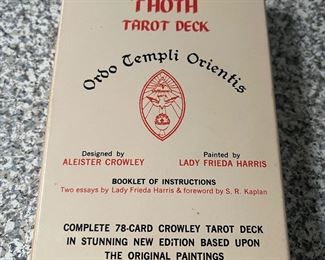 THOTH
TAROT DECK
Ordo Templi Orientis
Designed by
ALEISTER CROWLEY
Painted by
LADY FRIEDA HARRIS
BOOKLET OF INSTRUCTIONS
Two essays by Lady Frieda Harris & foreword by S. R. Kaplan
COMPLETE 78-CARD CROWLEY TAROT DECK
IN STUNNING NEW EDITION BASED UPON
THE ORIGINAL PAINTINGS